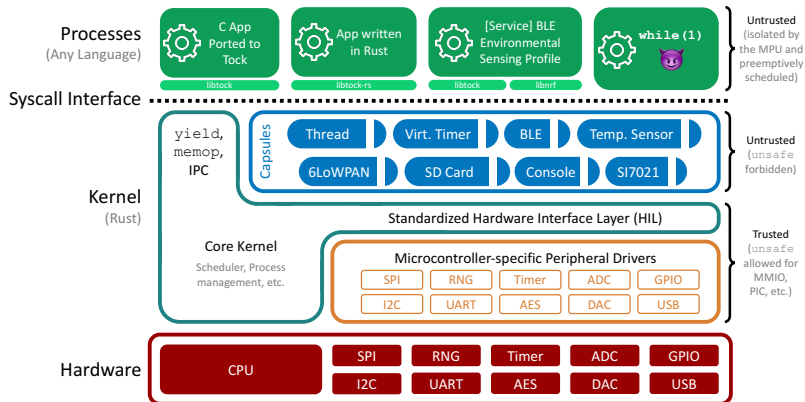 Processes
(Any Language)
C App
Ported to
Tock
libtock
App written
in Rust
libtock-rs
[Service] BLE
Environmental
Sensing Profile
libtock
libnrf
while(1)
Untrusted
(isolated by
the MPU and
preemptively
scheduled)
Syscall Interface
Kernel
(Rust)
yield,
memop,
IPC
Capsules
Thread
Virt. Timer
BLE
Temp. Sensor
6LoWPAN
SD Card
Console
SI7021
Untrusted
(unsafe
forbidden)
Standardized Hardware Interface Layer (HIL)
Core Kernel
Scheduler, Process
management, etc.
Microcontroller-specific Peripheral Drivers
SPI
RNG
Timer
ADC
GPIO
I2C
UART
AES
DAC
USB
Trusted
(unsafe
allowed for
MMIO,
PIC, etc.)
Hardware
CPU
SPI
RNG
Timer
ADC
GPIO
I2C
UART
AES
DAC
USB